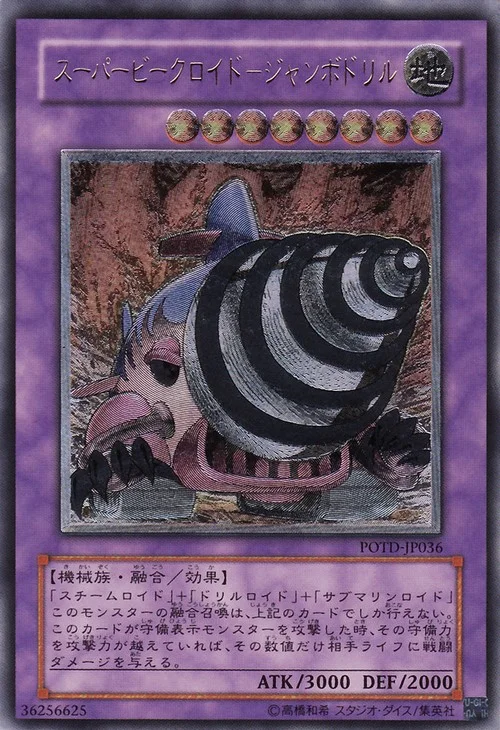 スーパービークロイド－ジャンボドリル
地
POTD-JP036
【機械族・融合／効果】
「スチームロイド」+「ドリルロイド」+「サブマリンロイド」
このモンスターの融合召喚は、上記のカードでしか行えない。
このカードが守備表示モンスターを攻撃した時、その守備力
を攻撃力が越えていれば、その数値だけ相手ライフに戦闘
ダメージを与える。
ATK/3000 DEF/2000
36256625
©高橋和希 スタジオ・ダイス/集英社